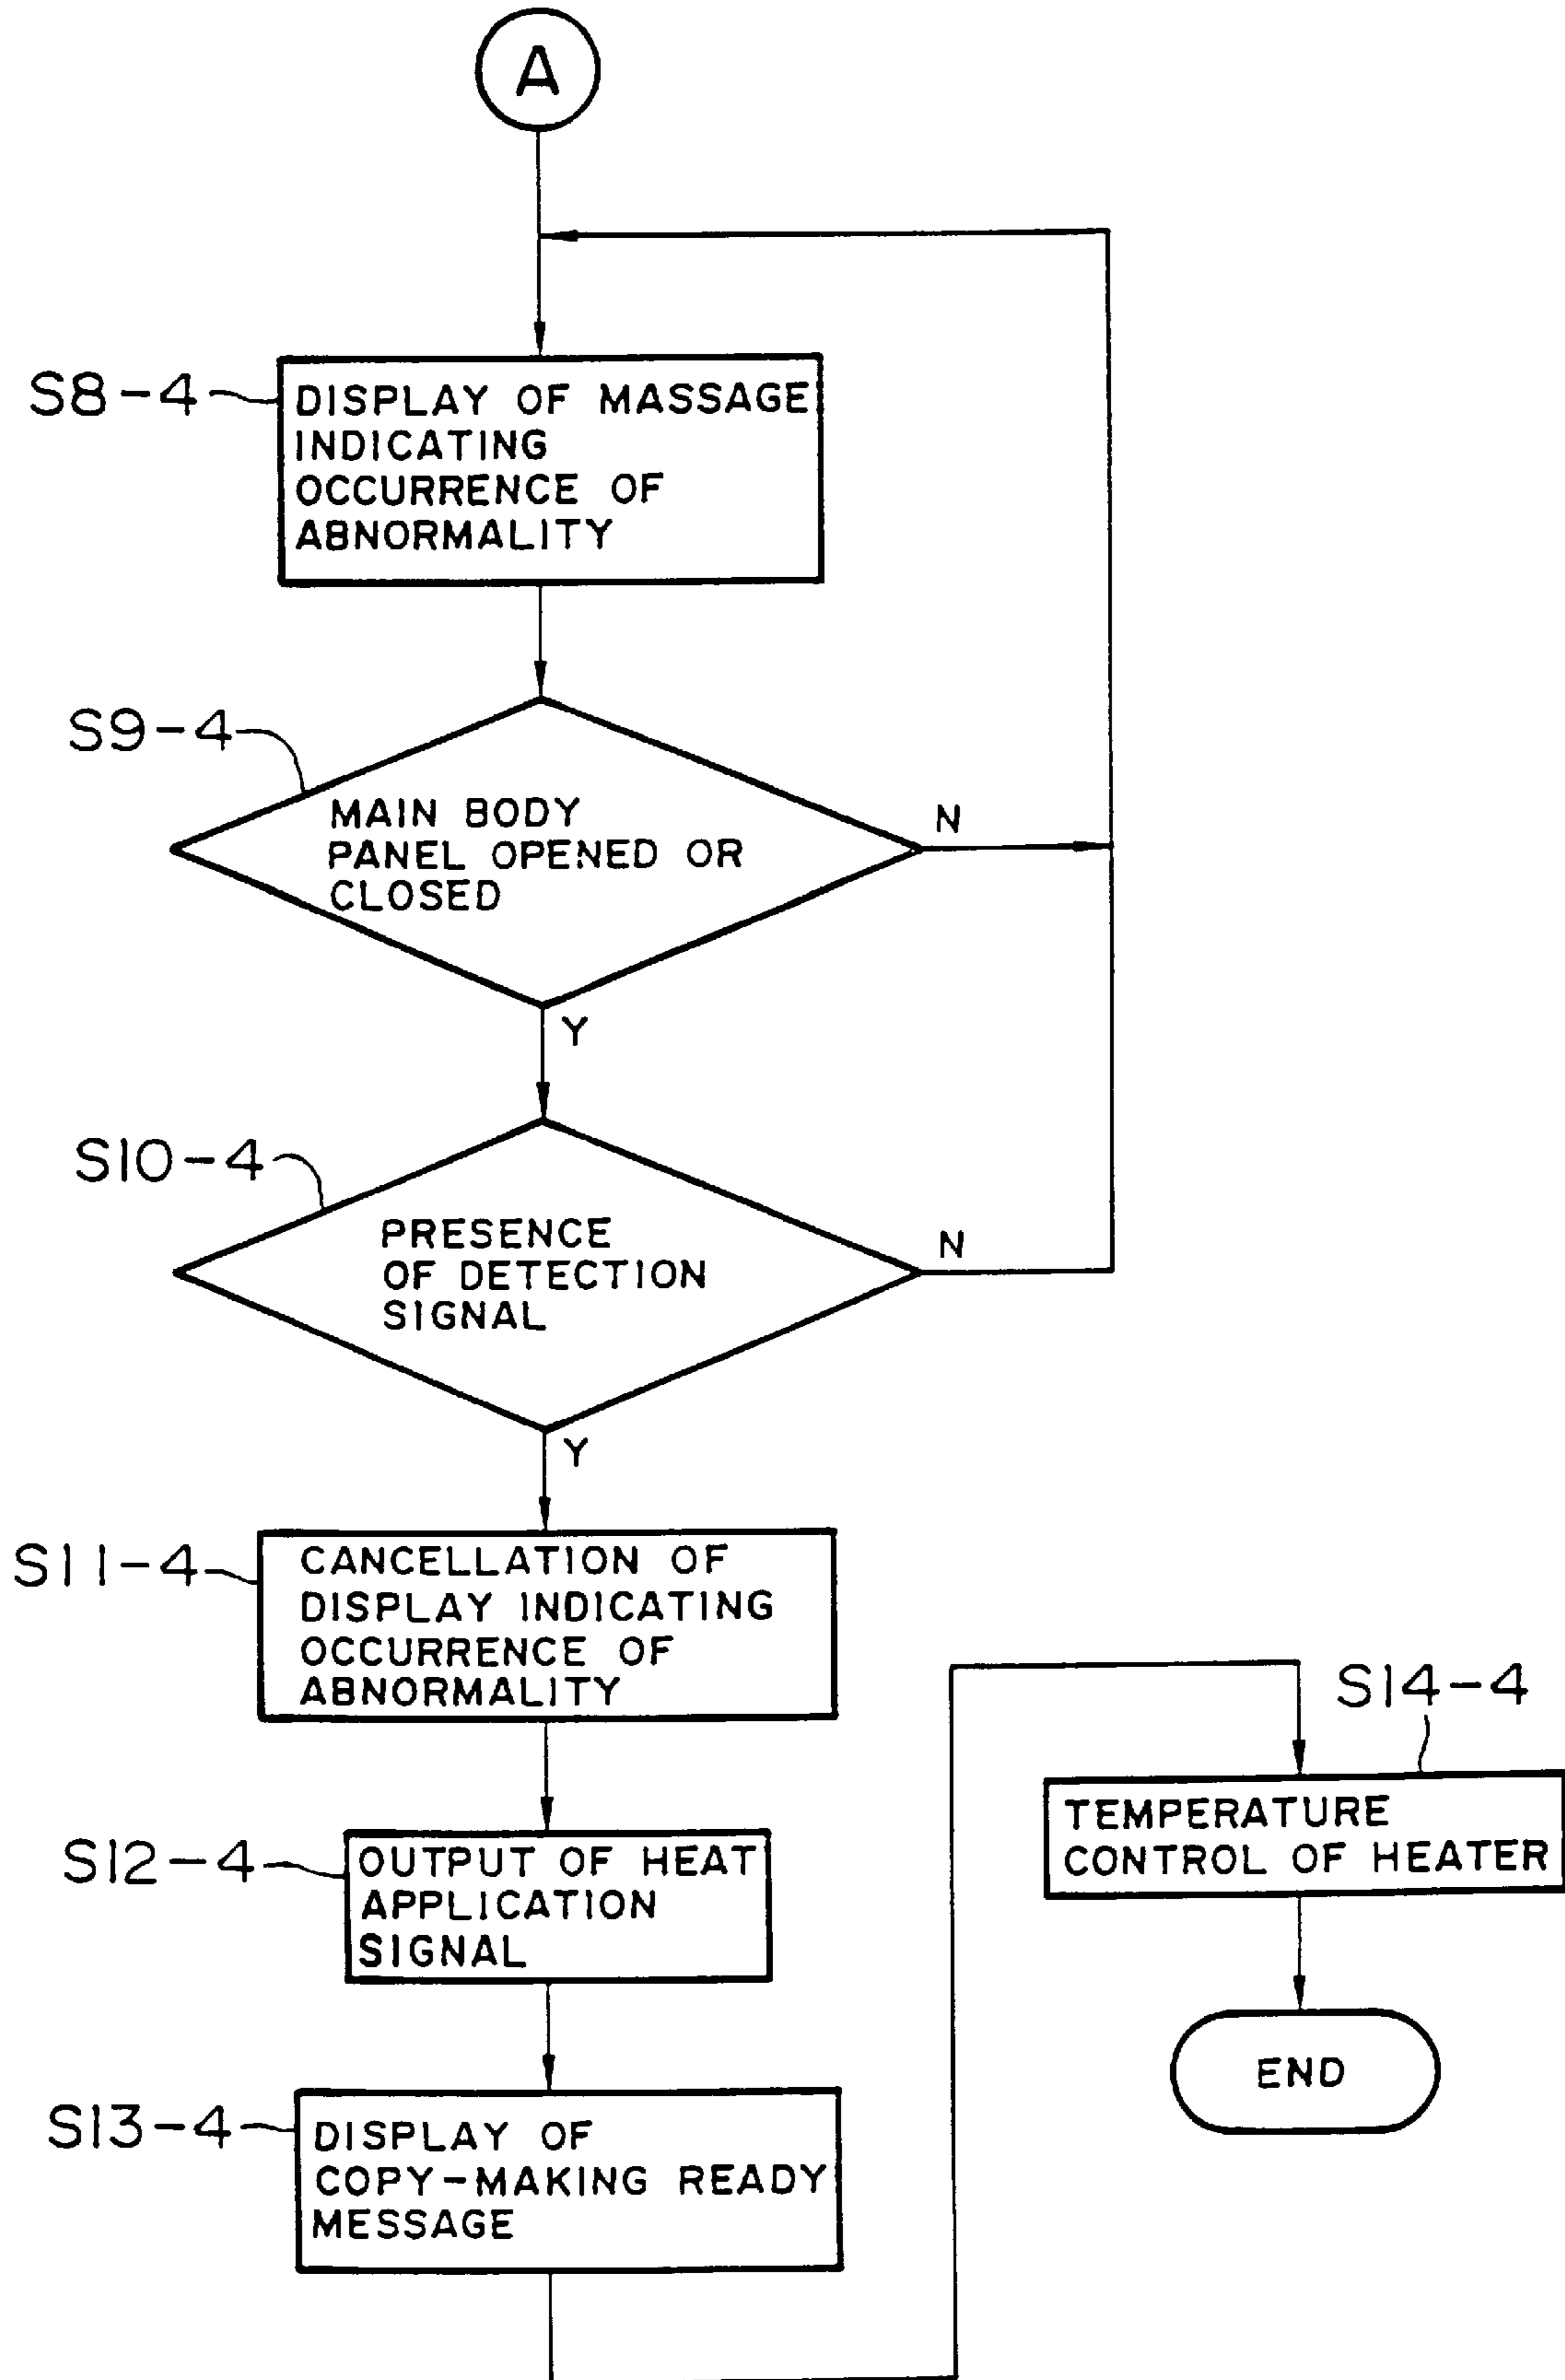 A
S8-4
DISPLAY OF MASSAGE
INDICATING
OCCURRENCE OF
ABNORMALITY
S9-4
MAIN BODY
PANEL OPENED OR
CLOSED
N
Y
S10-4
PRESENCE
OF DETECTION
SIGNAL
N
Y
S11-4
CANCELLATION OF
DISPLAY INDICATING
OCCURRENCE OF
ABNORMALITY
S12-4
OUTPUT OF HEAT
APPLICATION
SIGNAL
S13-4
DISPLAY OF
COPY-MAKING READY
MESSAGE
S14-4
TEMPERATURE
CONTROL OF HEATER
END